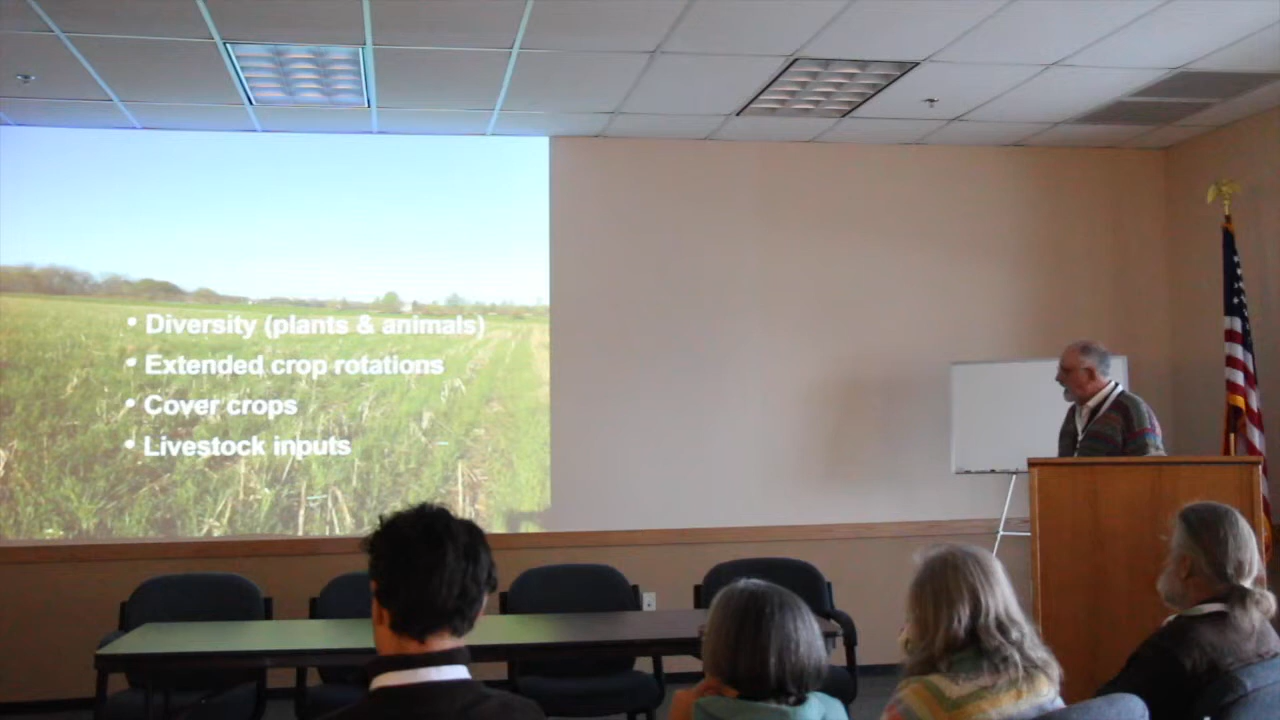 • Diversity (plants & animals)
• Extended crop rotations
• Cover crops
• Livestock inputs